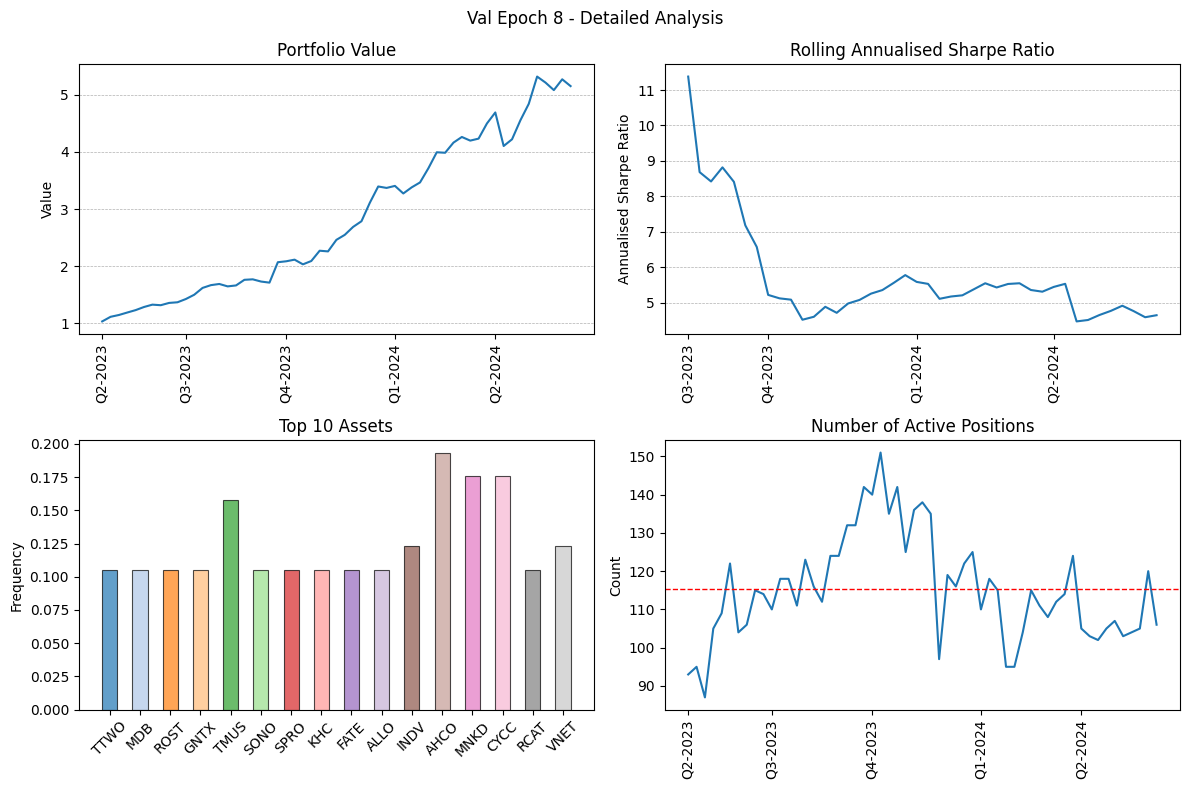 Val Epoch 8 - Detailed Analysis
Portfolio Value
Value
5
4
3
2
1
Q2-2023
Q3-2023
Q4-2023
Q1-2024
Q2-2024
Rolling Annualised Sharpe Ratio
Annualised Sharpe Ratio
11
10
9
8
7
6
5
Q3-2023
Q4-2023
Q1-2024
Q2-2024
Top 10 Assets
Frequency
0.200
0.175
0.150
0.125
0.100
0.075
0.050
0.025
0.000
TTWO
MDB
ROST
GNTX
TMUS
SONO
SPRO
KHC
FATE
ALLO
INDV
AHCO
MNKD
CYCC
RCAT
VNET
Number of Active Positions
Count
150
140
130
120
110
100
90
Q2-2023
Q3-2023
Q4-2023
Q1-2024
Q2-2024